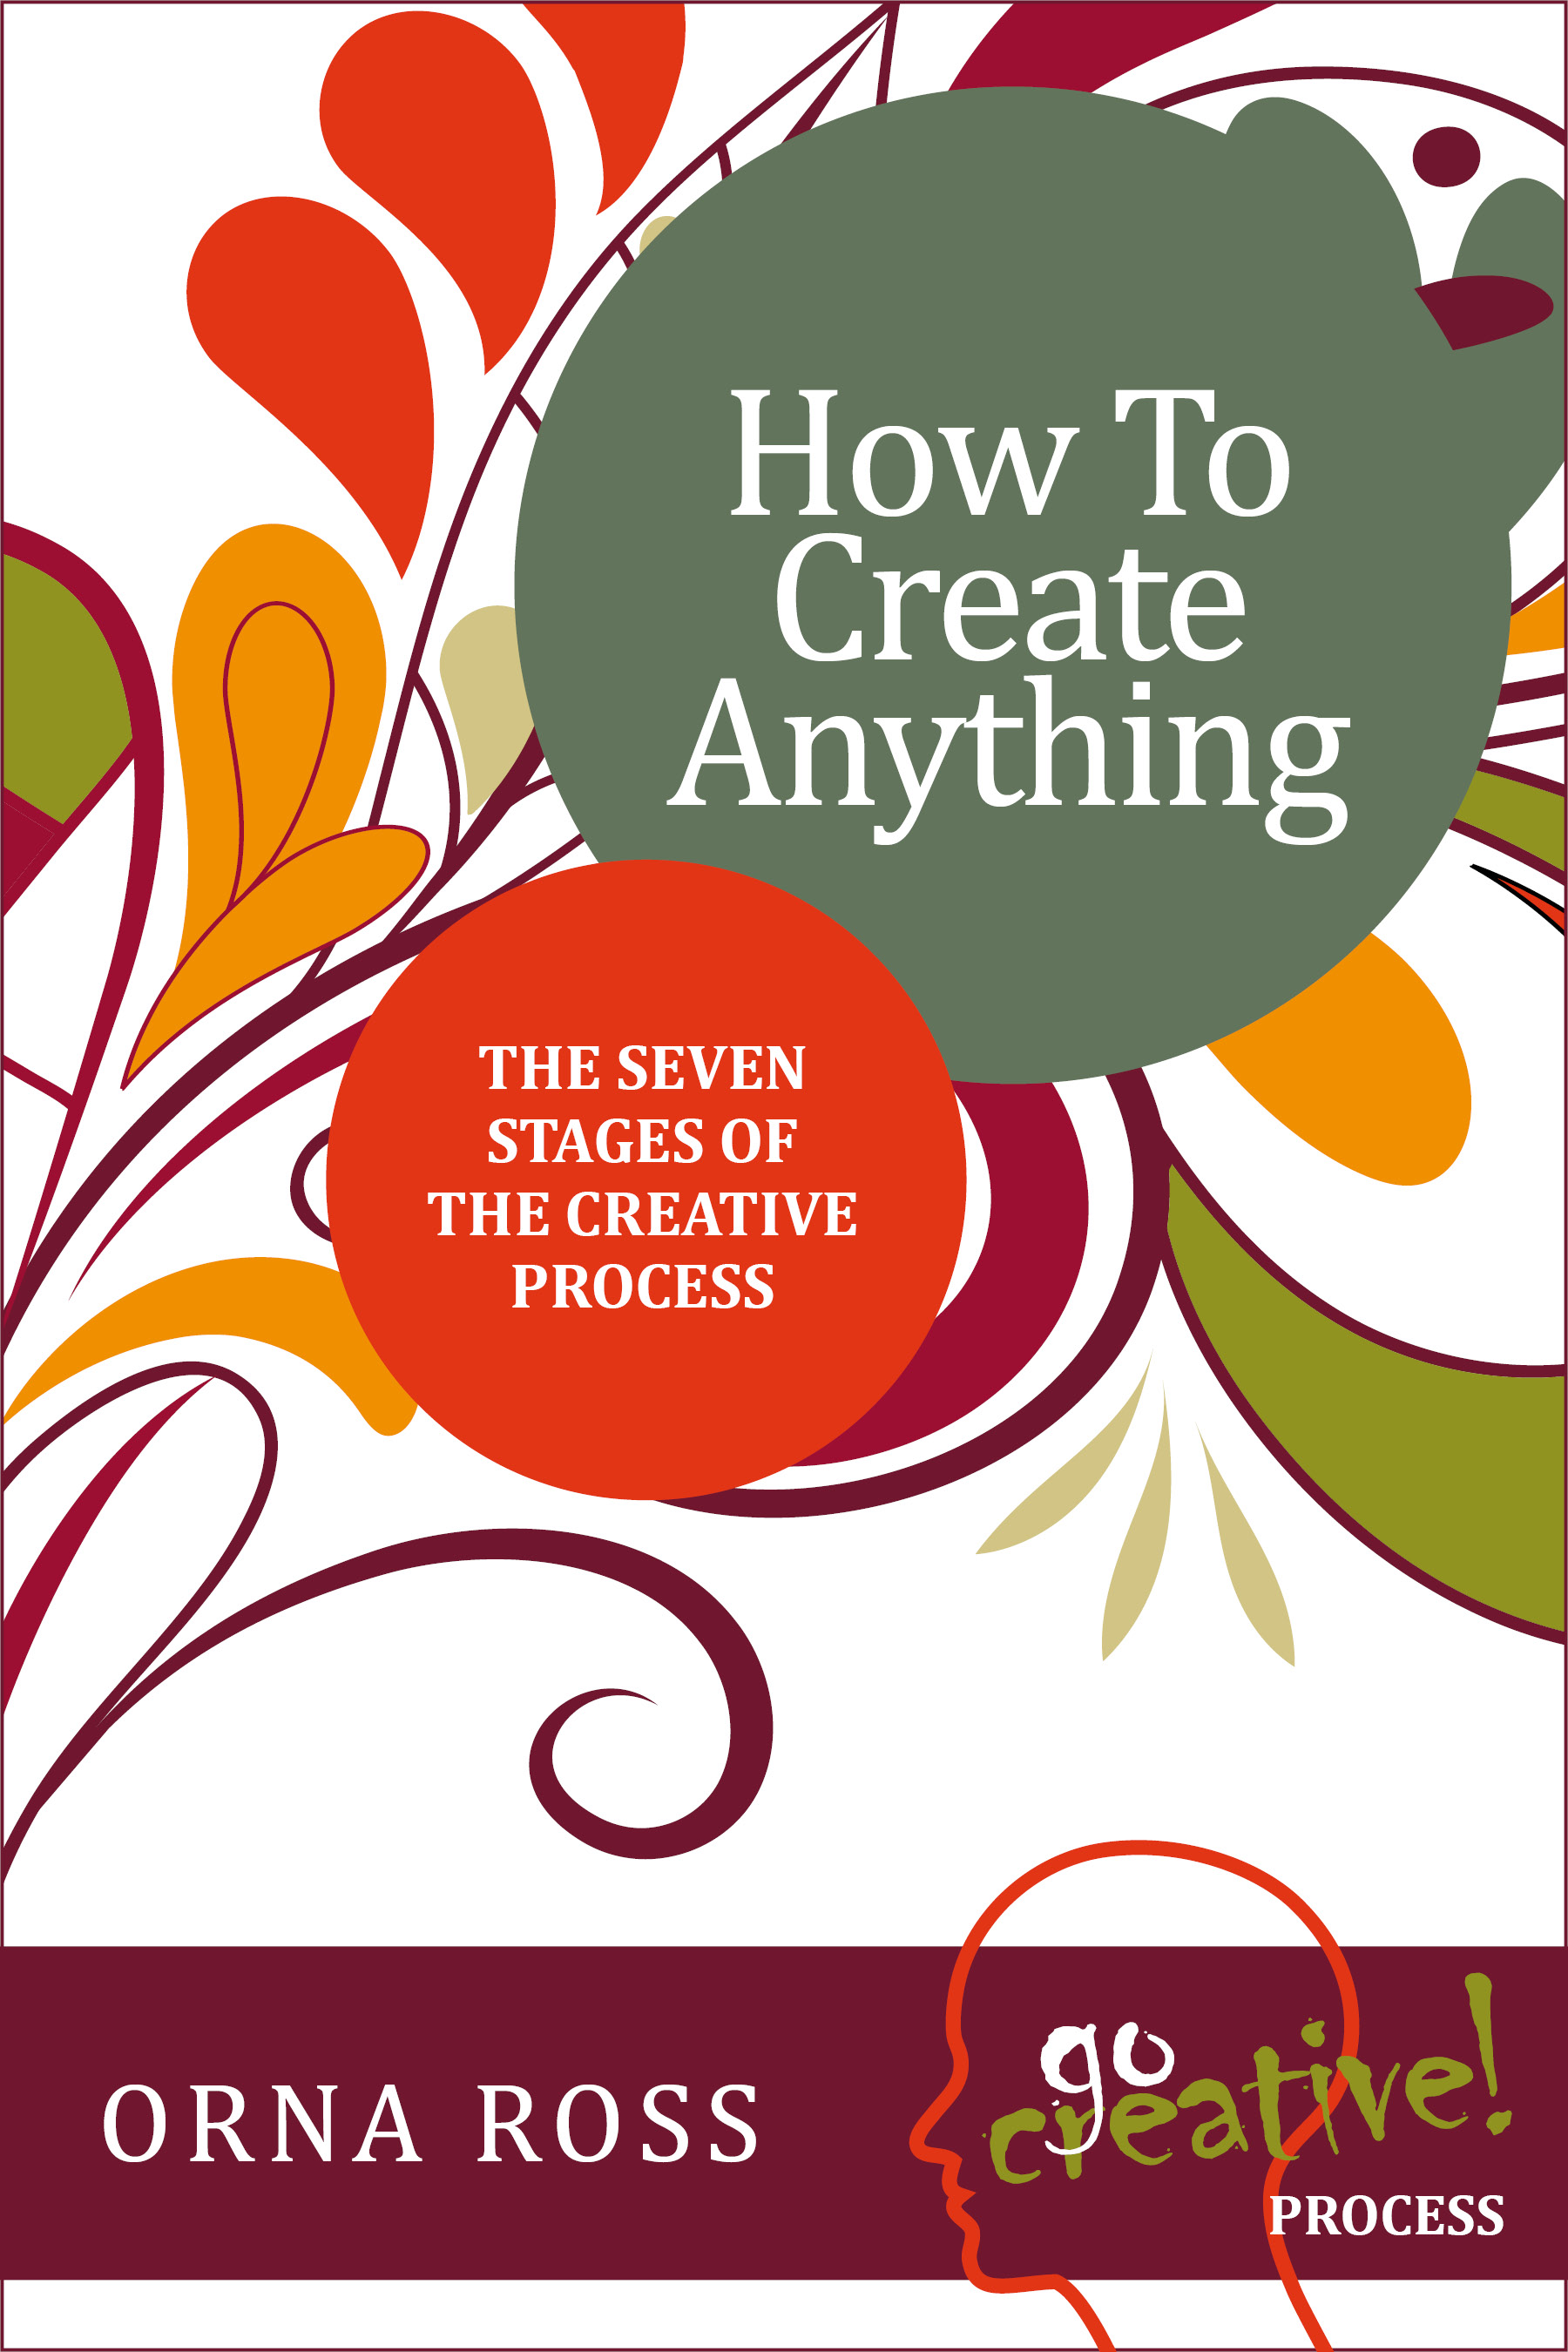 How To
Create
Anything
THE SEVEN
STAGES OF
THE CREATIVE
PROCESS
ORNA ROSS
go
creative!
PROCESS